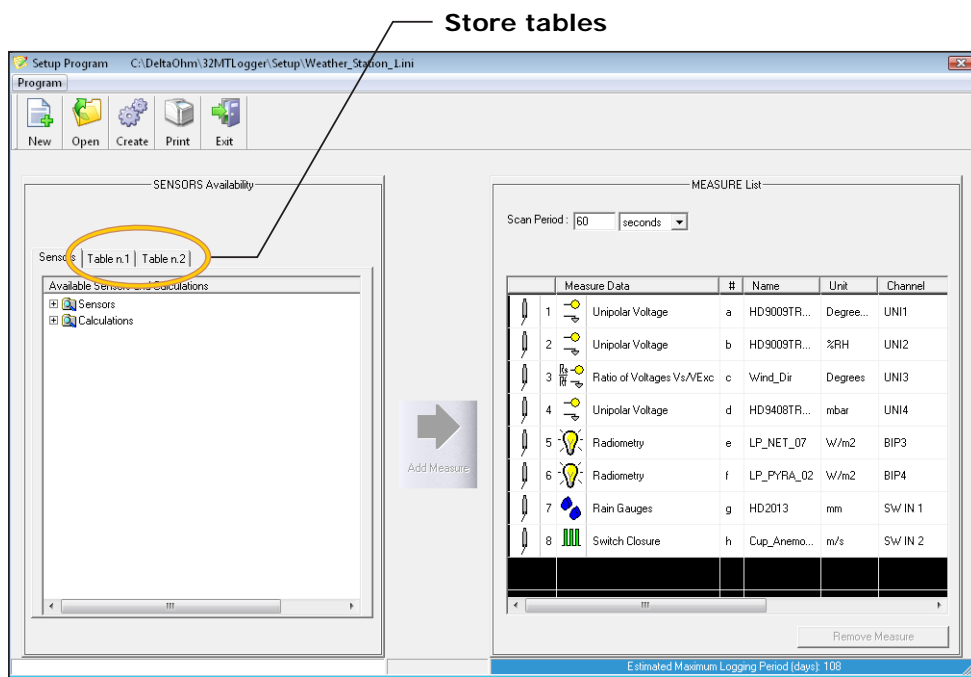 Store tables
Setup Program C:\DeltaOhm\32MTLogger\Setup\Weather_Station_1.ini
Program
New Open Create Print Exit
SENSORS Availability
MEASURE List
Scan Period : 60 seconds
Sensors Table n.1 Table n.2
Available Sensors and Calculations
Sensors
Calculations
Measure Data # Name Unit Channel
1 Unipolar Voltage a HD9009TR... Degree... UNI1
2 Unipolar Voltage b HD9009TR... %RH UNI2
3 Rs Rf Ratio of Voltages Vs/VExc c Wind_Dir Degrees UNI3
4 Unipolar Voltage d HD9408TR... mbar UNI4
5 Radiometry e LP_NET_07 W/m2 BIP3
6 Radiometry f LP_PYRA_02 W/m2 BIP4
7 Rain Gauges g HD2013 mm SW IN 1
8 Switch Closure h Cup_Anemo... m/s SW IN 2
Add Measure
Remove Measure
Estimated Maximum Logging Period (days): 108